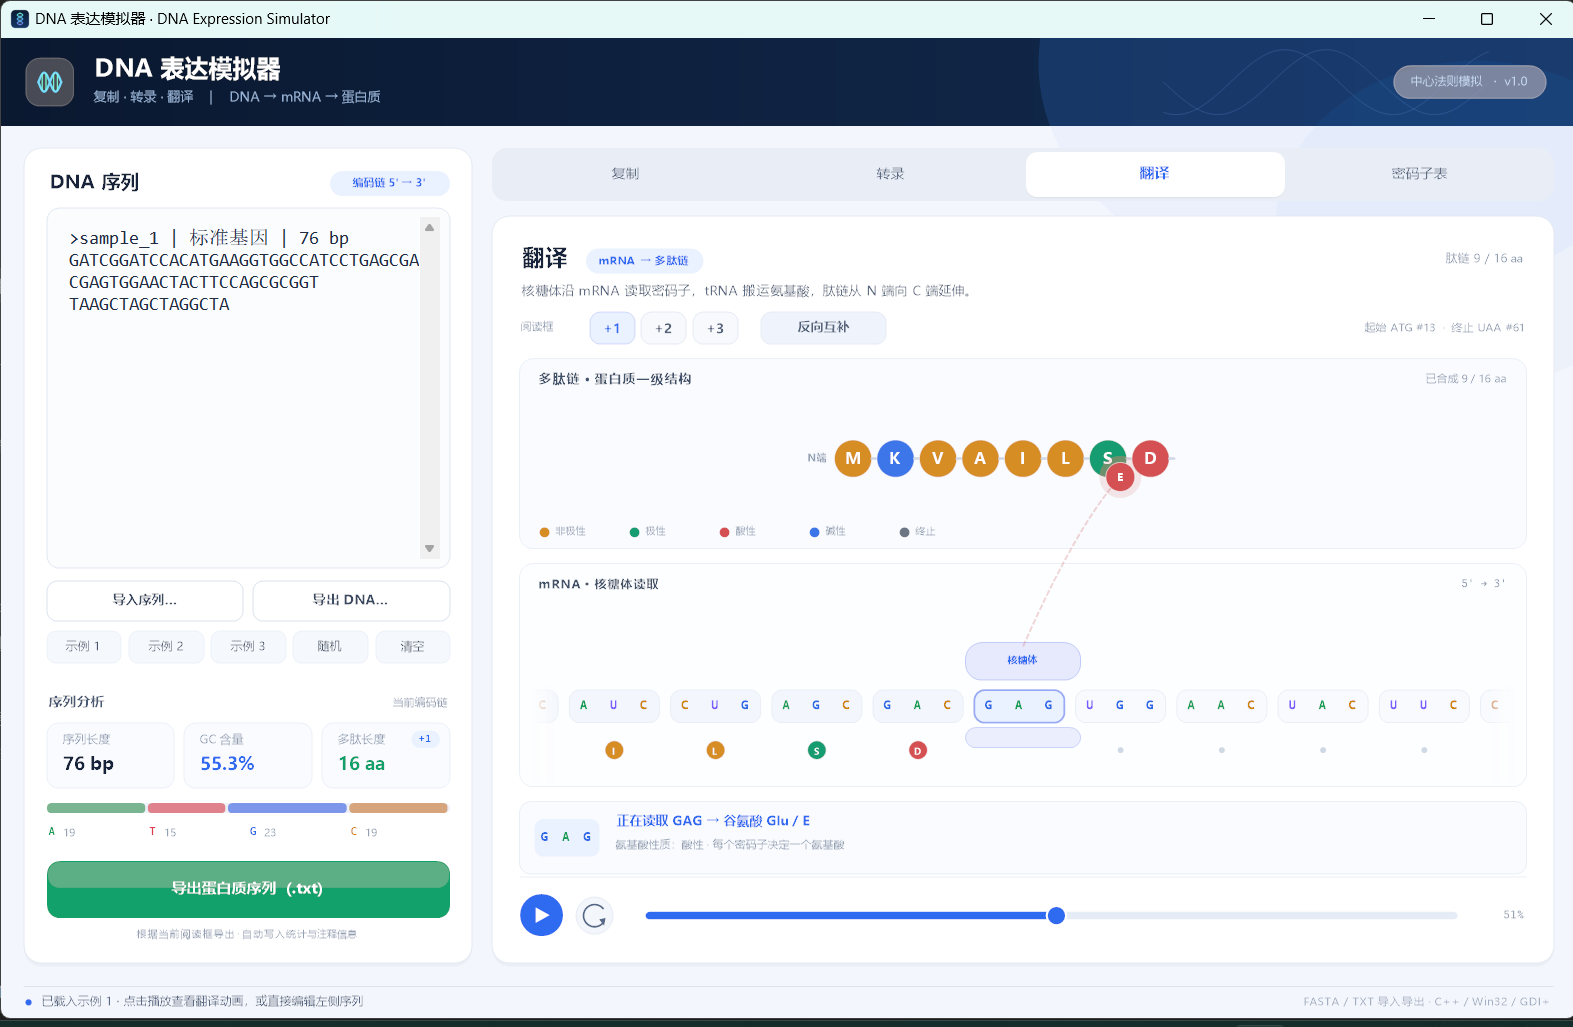 DNA 表达模拟器 · DNA Expression Simulator
DNA 表达模拟器
复制 · 转录 · 翻译 | DNA → mRNA → 蛋白质
中心法则模拟 · v1.0
DNA 序列
编码链 5' → 3'
>sample_1 | 标准基因 | 76 bp
GATCGGATCCACATGAAGGTGGCCATCCTGAGCGA
CGAGTGGAACTACTTCCAGCGCGGT
TAAGCTAGCTAGGCTA
导入序列...
导出 DNA...
示例 1
示例 2
示例 3
随机
清空
序列分析
当前编码链
序列长度
76 bp
GC 含量
55.3%
多肽长度
+1
16 aa
A 19
T 15
G 23
C 19
导出蛋白质序列 (.txt)
根据当前阅读框导出 · 自动写入统计与注释信息
复制
转录
翻译
密码子表
翻译
mRNA → 多肽链
肽链 9 / 16 aa
核糖体沿 mRNA 读取密码子，tRNA 搬运氨基酸，肽链从 N 端向 C 端延伸。
阅读框
+1
+2
+3
反向互补
起始 ATG #13 · 终止 UAA #61
多肽链 · 蛋白质一级结构
已合成 9 / 16 aa
N端 M K V A I L S D
E
非极性
极性
酸性
碱性
终止
mRNA · 核糖体读取
5' → 3'
核糖体
C A U C C U G A G C G A C G A G U G G A A C U A C U U C C
I L S D
G A G
正在读取 GAG → 谷氨酸 Glu / E
氨基酸性质：酸性 · 每个密码子决定一个氨基酸
51%
已载入示例 1 · 点击播放查看翻译动画，或直接编辑左侧序列
FASTA / TXT 导入导出 · C++ / Win32 / GDI+